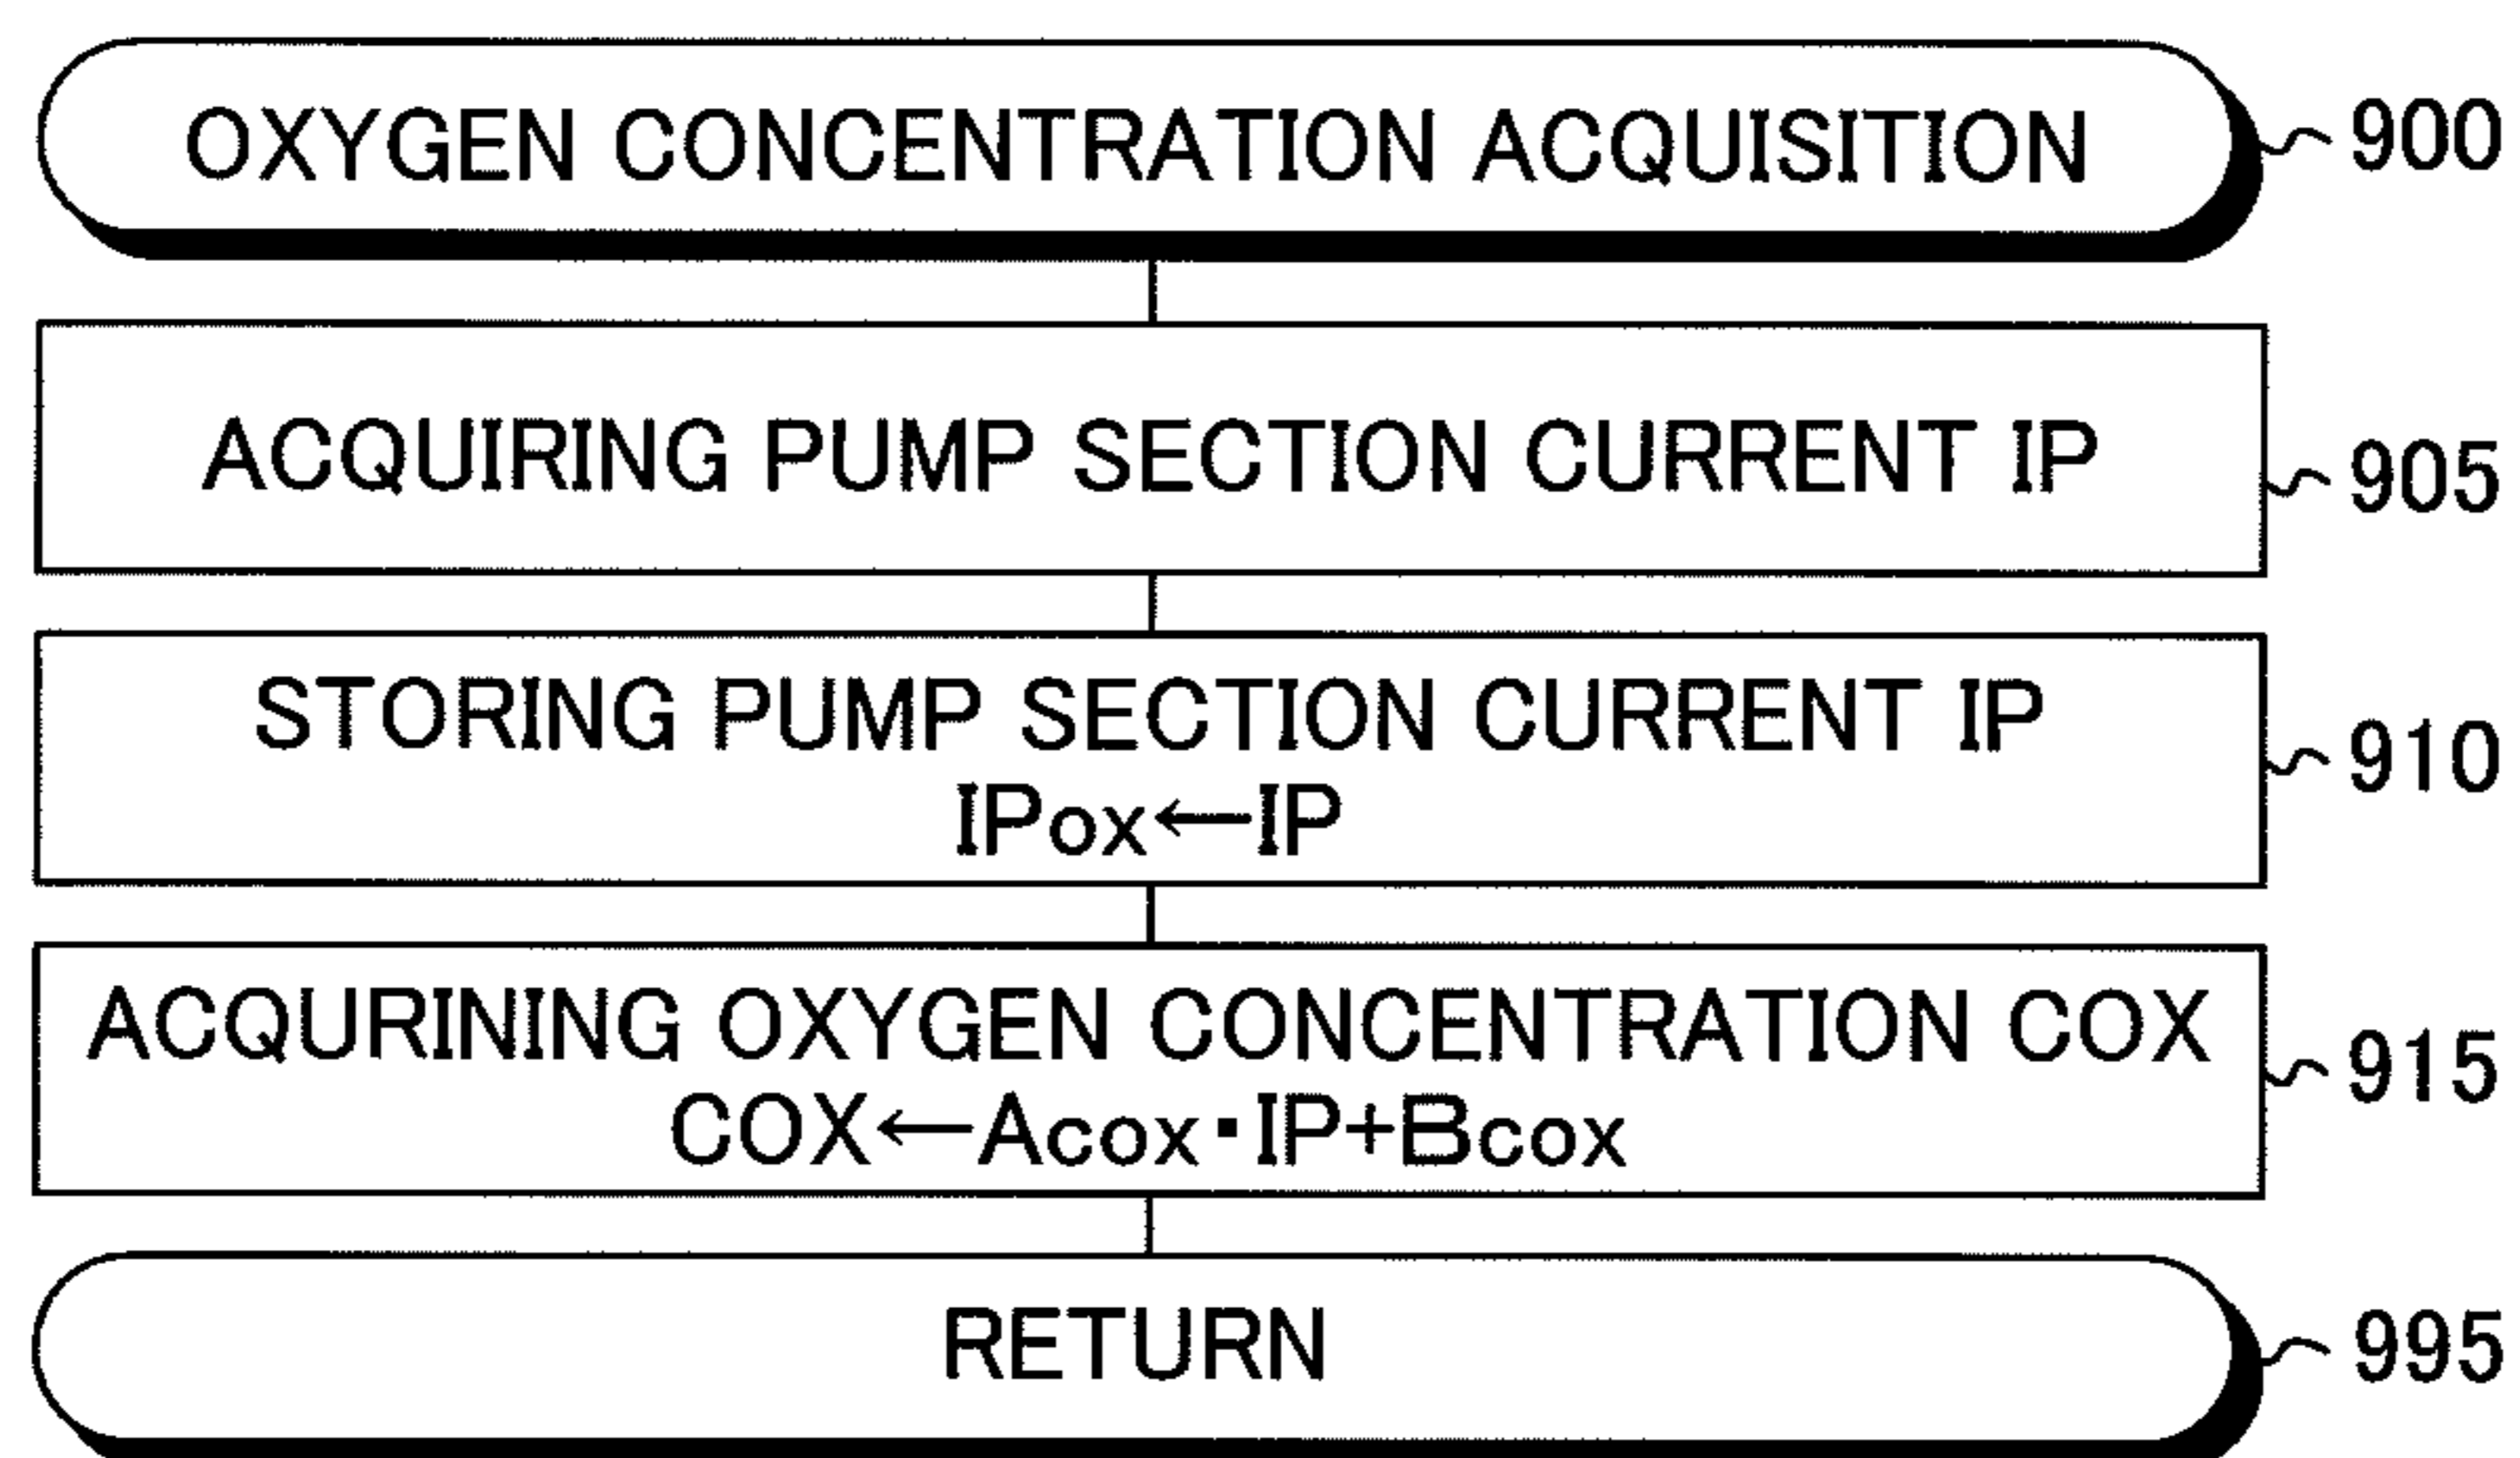 OXYGEN CONCENTRATION ACQUISITION 900
ACQUIRING PUMP SECTION CURRENT IP 905
STORING PUMP SECTION CURRENT IP
IPox←IP 910
ACQURINING OXYGEN CONCENTRATION COX
COX←Acox・IP+Bcox 915
RETURN 995